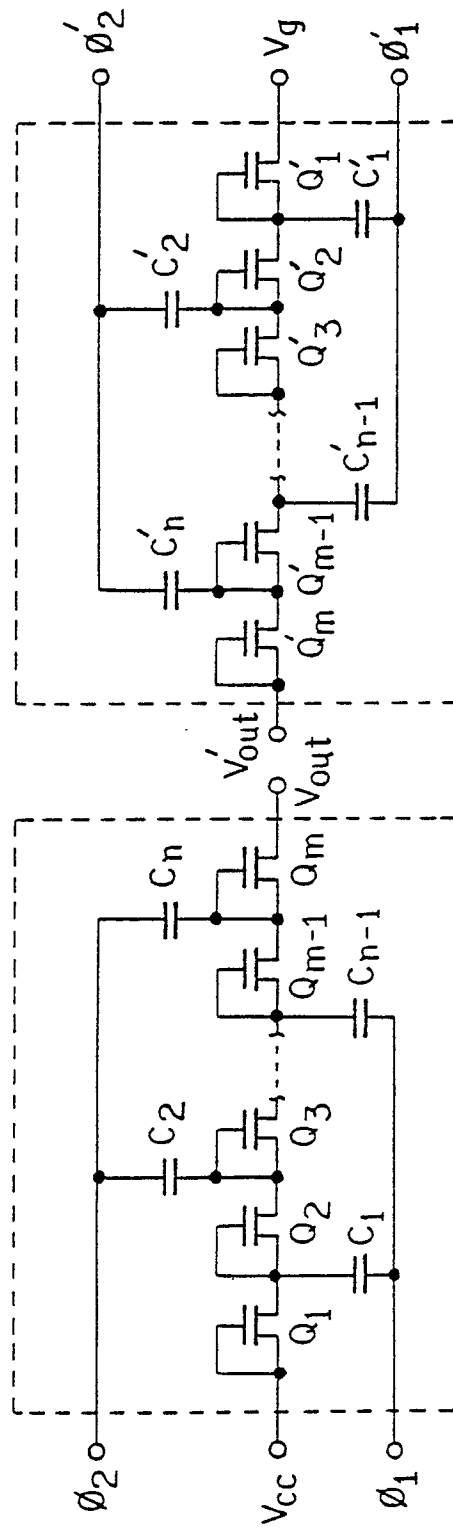 Ø2
Vcc
Ø1
C2
Cn
Q1
Q2
Q3
Qm-1
Qm
C1
Cn-1
Vout
V'out
C'n
C'2
Q'm
Q'm-1
Q'3
Q'2
Q'1
C'n-1
C'1
Ø'2
Vg
Ø'1